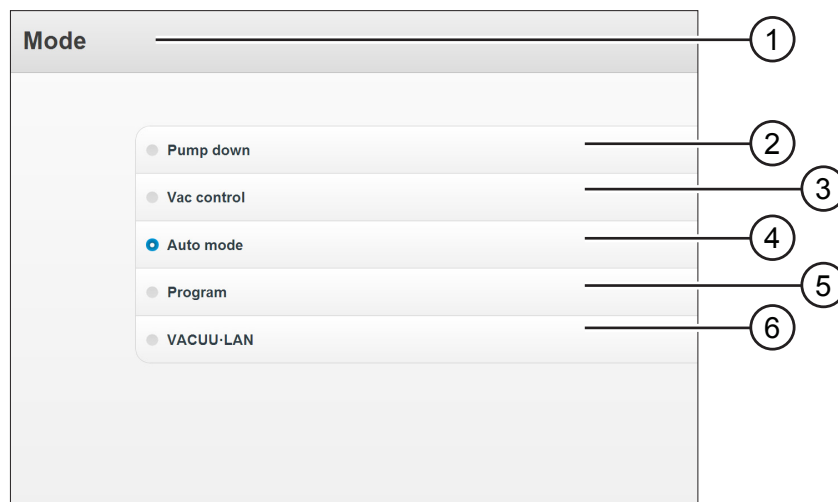 Mode
1
Pump down
2
Vac control
3
Auto mode
4
Program
5
VACUU·LAN
6